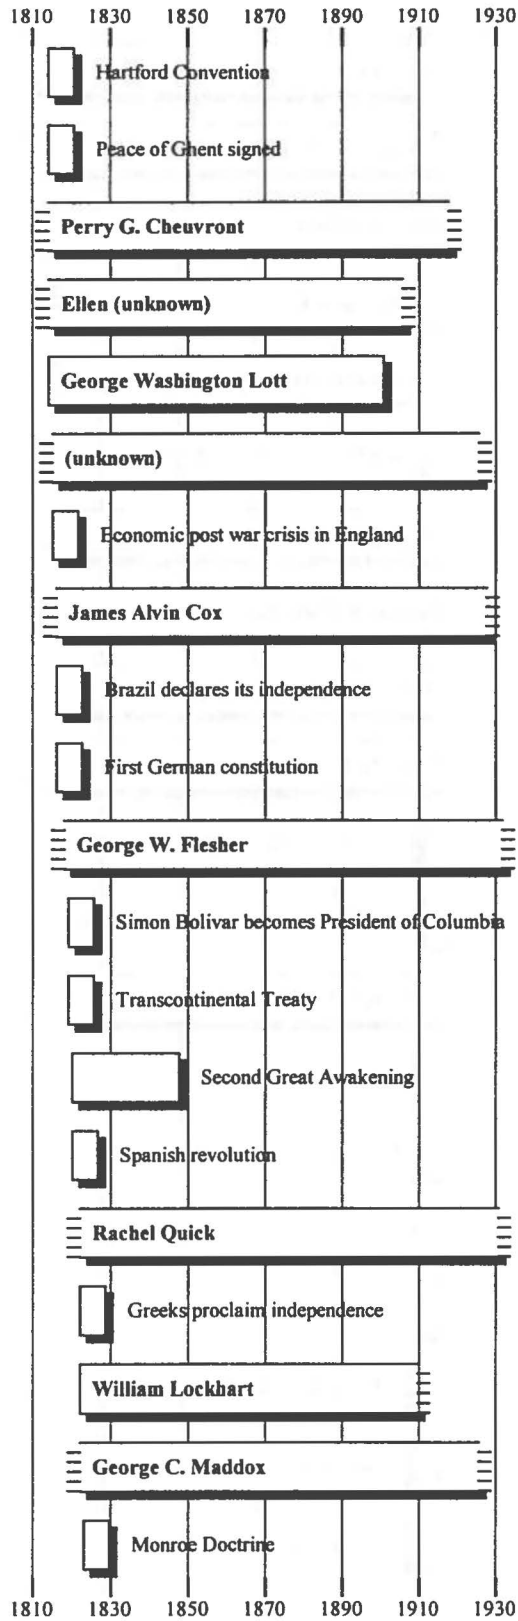 1810 1830 1850 1870 1890 1910 1930
Hartford Convention
Peace of Ghent signed
Perry G. Cheuvront
Ellen (unknown)
George Washington Lott
(unknown)
Economic post war crisis in England
James Alvin Cox
Brazil declares its independence
First German constitution
George W. Flesher
Simon Bolivar becomes President of Columbia
Transcontinental Treaty
Second Great Awakening
Spanish revolution
Rachel Quick
Greeks proclaim independence
William Lockhart
George C. Maddox
Monroe Doctrine
1810 1830 1850 1870 1890 1910 1930